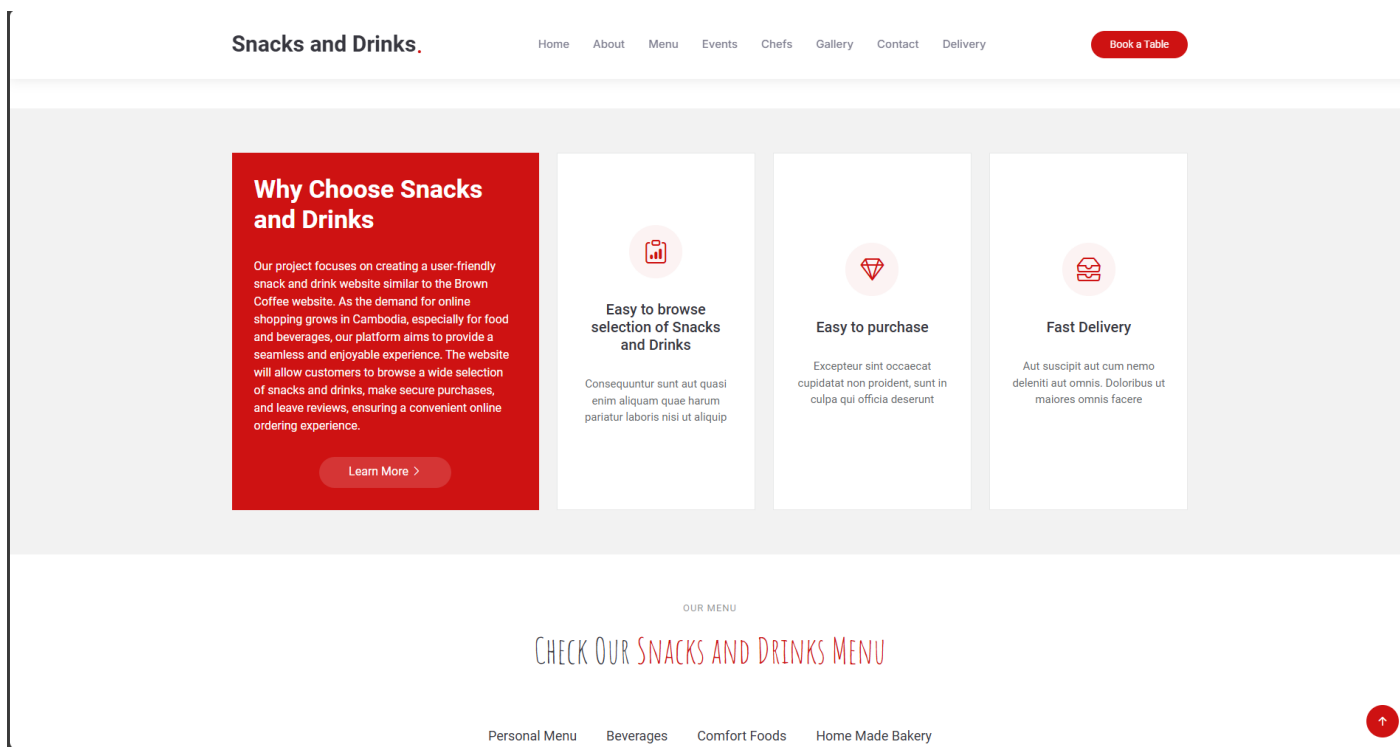 Snacks and Drinks.
Home About Menu Events Chefs Gallery Contact Delivery
Book a Table
Why Choose Snacks
and Drinks
Our project focuses on creating a user-friendly
snack and drink website similar to the Brown
Coffee website. As the demand for online
shopping grows in Cambodia, especially for food
and beverages, our platform aims to provide a
seamless and enjoyable experience. The website
will allow customers to browse a wide selection
of snacks and drinks, make secure purchases,
and leave reviews, ensuring a convenient online
ordering experience.
Learn More
Easy to browse
selection of Snacks
and Drinks
Consequuntur sunt aut quasi
enim aliquam quae harum
pariatur laboris nisi ut aliquip
Easy to purchase
Excepteur sint occaecat
cupidatat non proident, sunt in
culpa qui officia deserunt
Fast Delivery
Aut suscipit aut cum nemo
deleniti aut omnis. Doloribus ut
maiores omnis facere
OUR MENU
Check Our Snacks and Drinks Menu
Personal Menu Beverages Comfort Foods Home Made Bakery